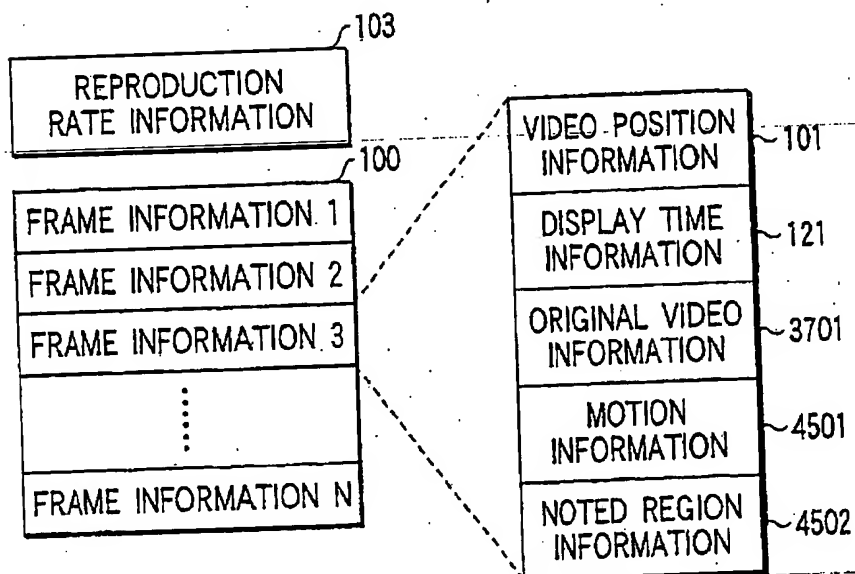 103
REPRODUCTION
RATE INFORMATION
100
FRAME INFORMATION 1
FRAME INFORMATION 2
FRAME INFORMATION 3
FRAME INFORMATION N
VIDEO POSITION
INFORMATION
101
DISPLAY TIME
INFORMATION
121
ORIGINAL VIDEO
INFORMATION
3701
MOTION
INFORMATION
4501
NOTED REGION
INFORMATION
4502